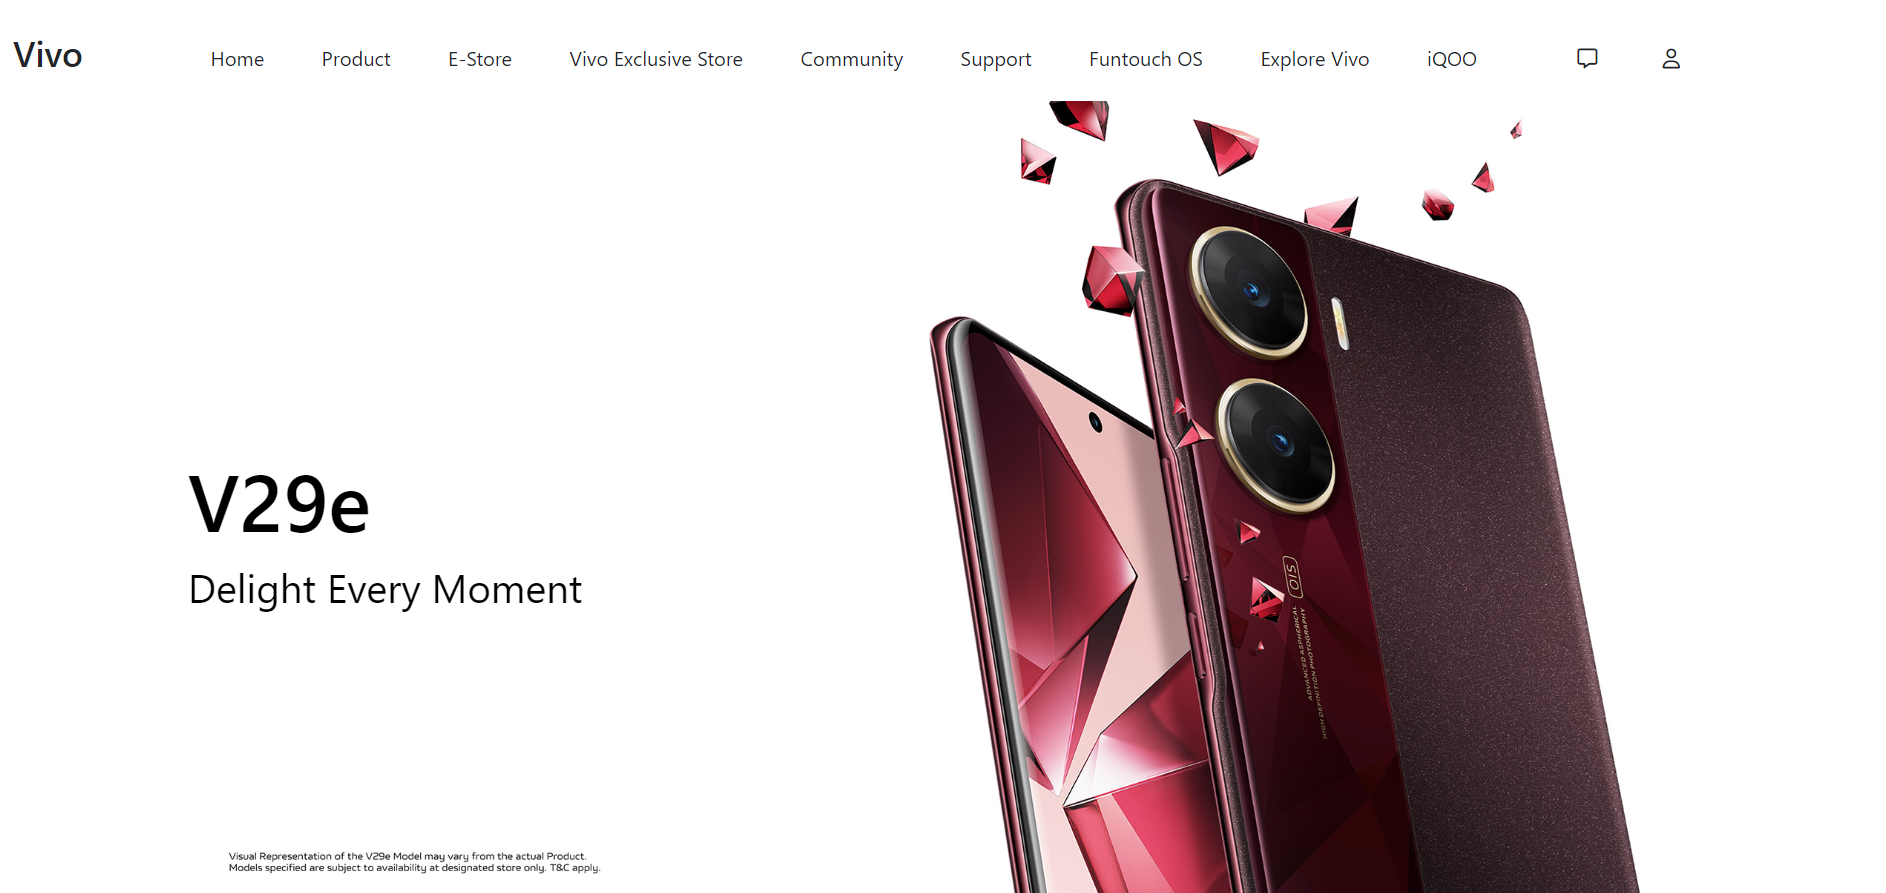 Vivo
Home Product E-Store Vivo Exclusive Store Community Support Funtouch OS Explore Vivo iQOO
V29e
Delight Every Moment
OIS
ADVANCED ASPHERICAL
HIGH DEFINITION PHOTOGRAPHY
Visual Representation of the V29e Model may vary from the actual Product.
Models specified are subject to availability at designated store only. T&C apply.